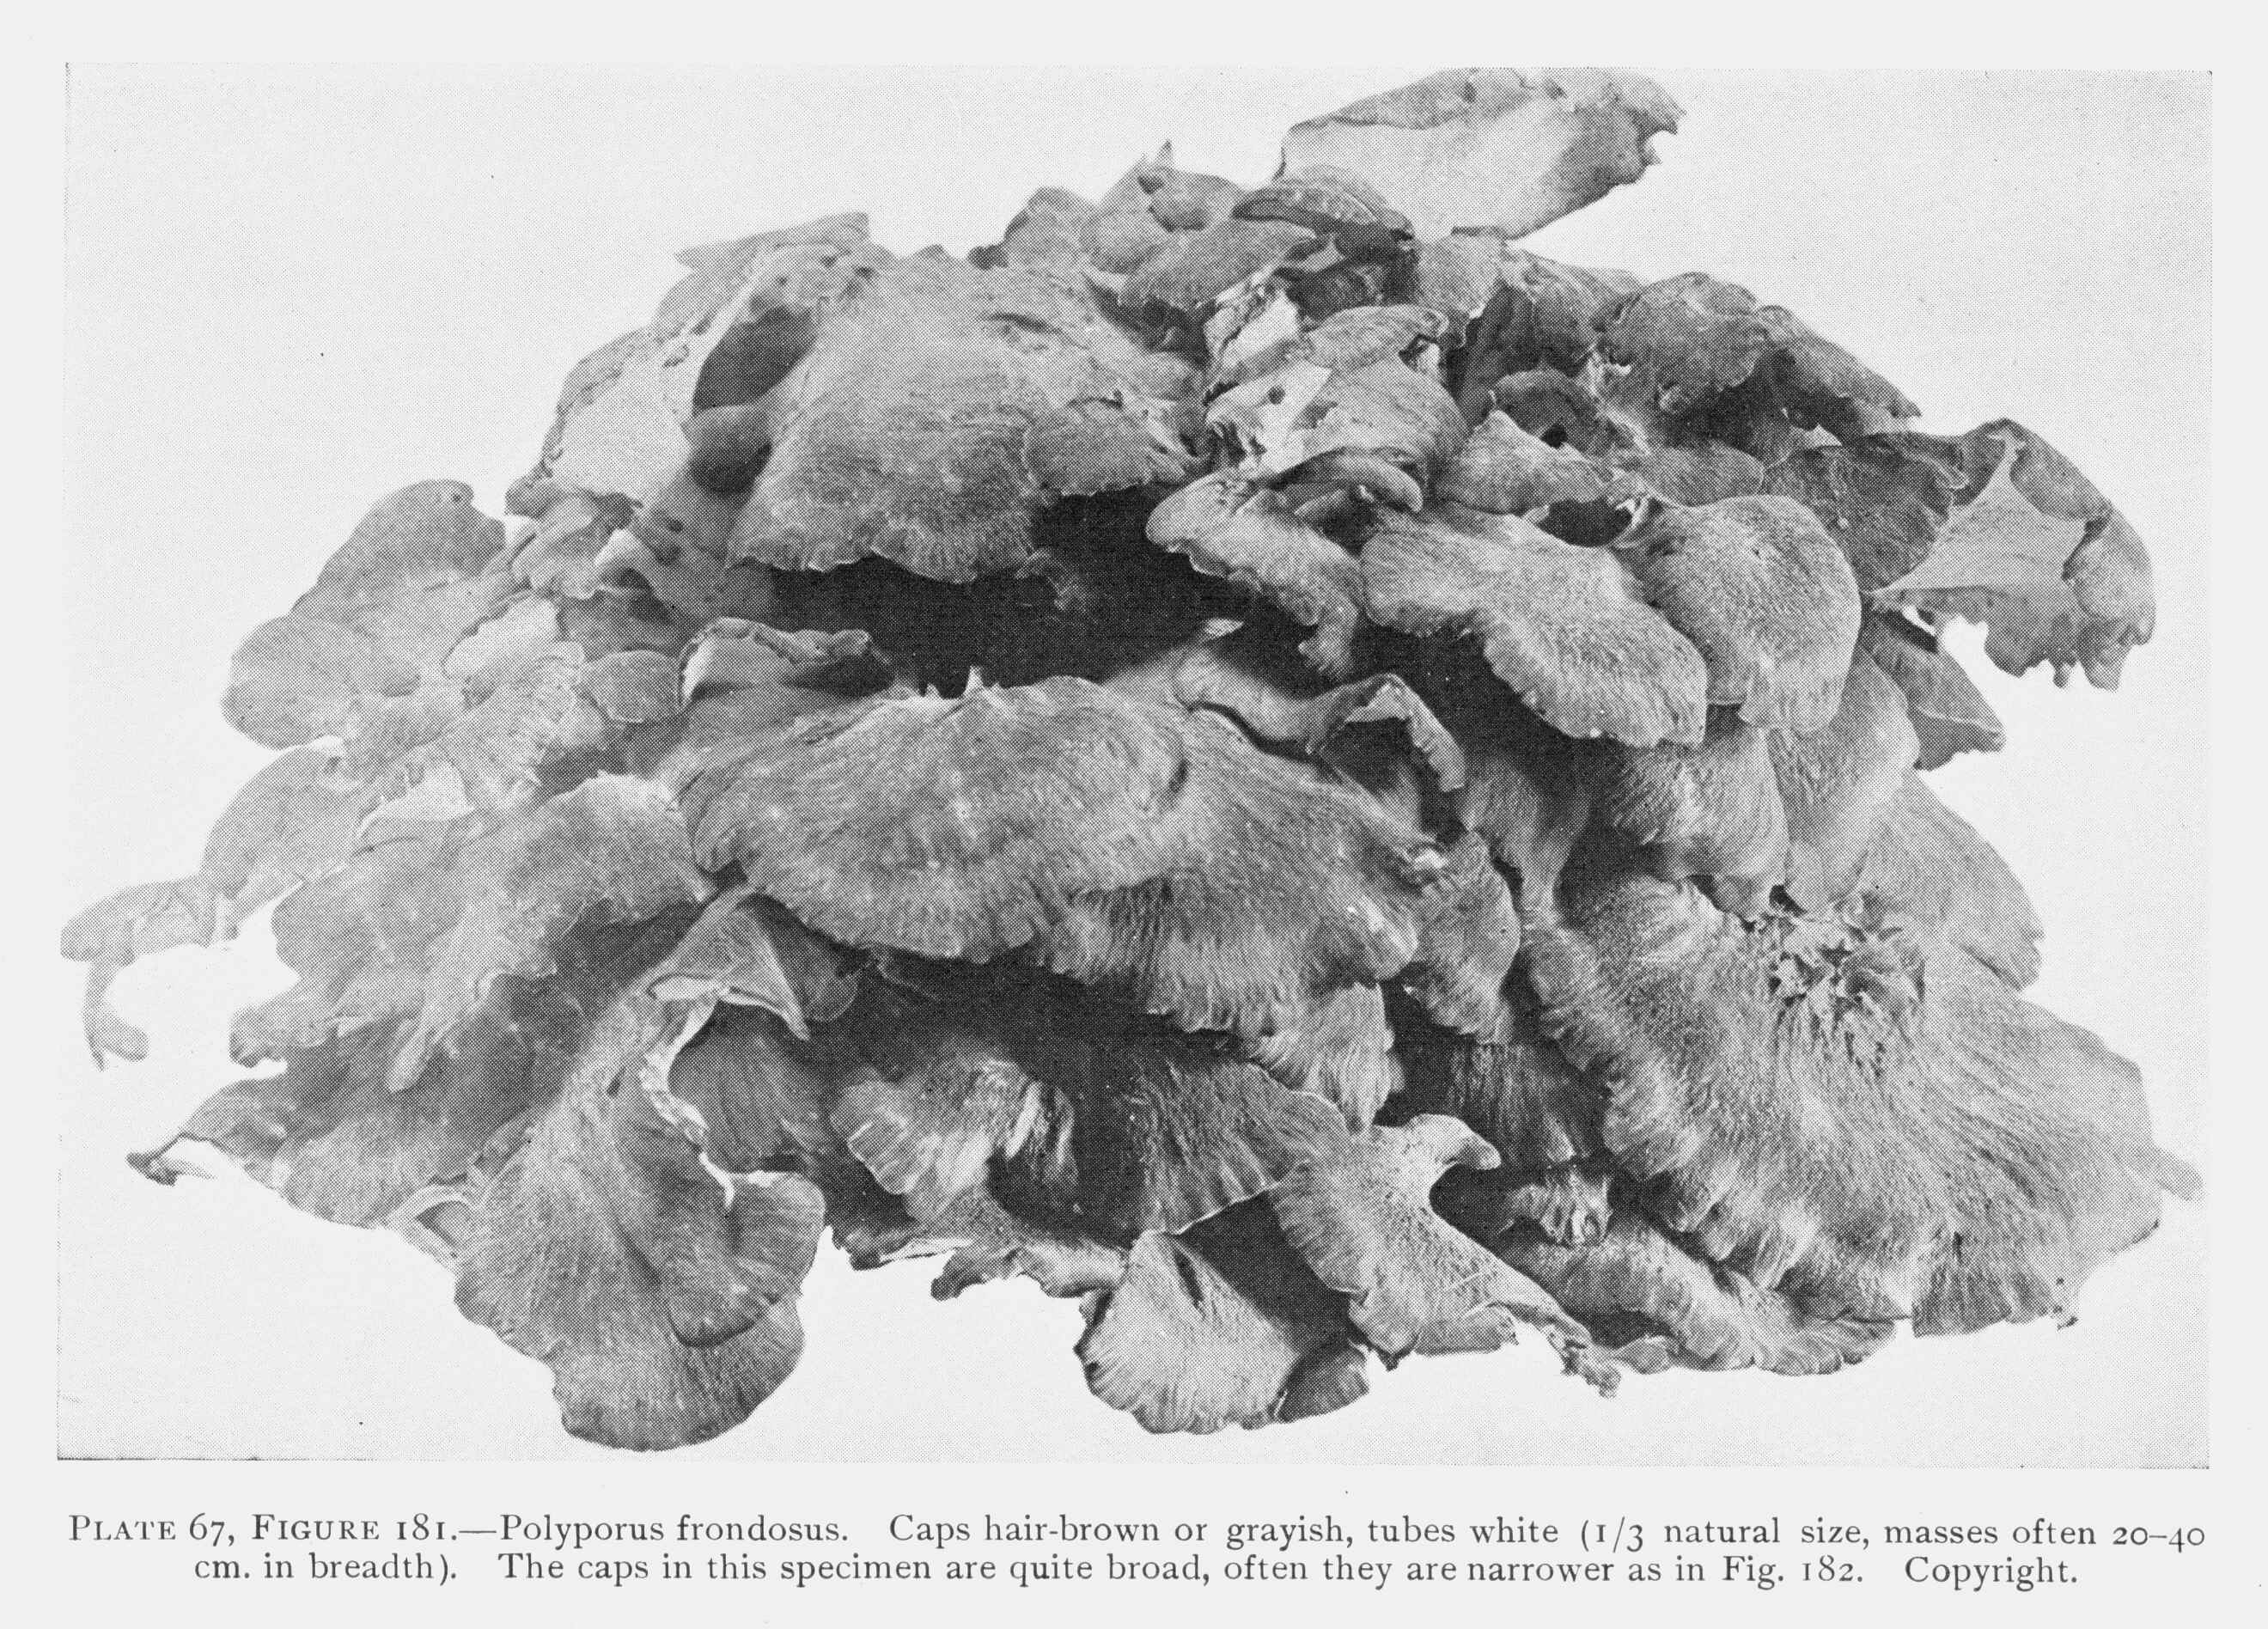 PLATE 67, FIGURE 181.—Polyporus frondosus. Caps hair-brown or grayish, tubes white (1/3 natural size, masses often 20–40
cm. in breadth). The caps in this specimen are quite broad, often they are narrower as in Fig. 182. Copyright.